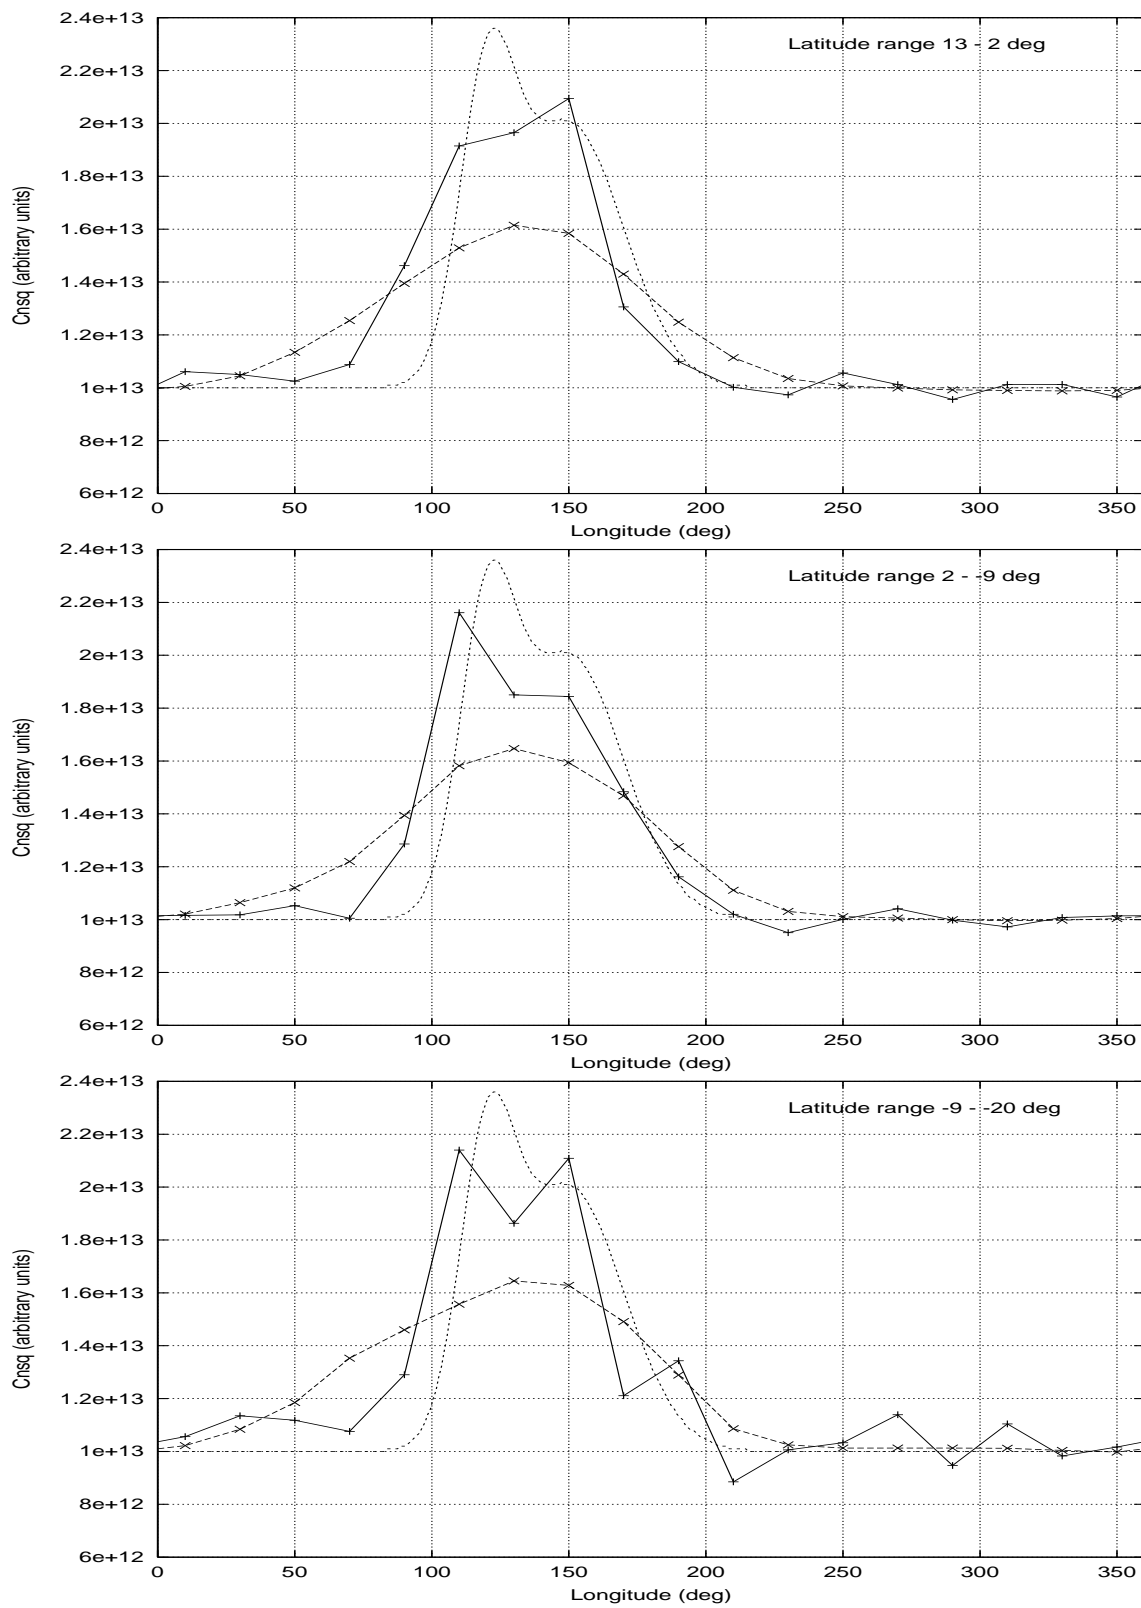 2.4e+13
Latitude range 13 - 2 deg
2.2e+13
2e+13
1.8e+13
1.6e+13
1.4e+13
1.2e+13
1e+13
8e+12
6e+12
Cnsq (arbitrary units)
0 50 100 150 200 250 300 350
Longitude (deg)
2.4e+13
Latitude range 2 - -9 deg
2.2e+13
2e+13
1.8e+13
1.6e+13
1.4e+13
1.2e+13
1e+13
8e+12
6e+12
Cnsq (arbitrary units)
0 50 100 150 200 250 300 350
Longitude (deg)
2.4e+13
Latitude range -9 - -20 deg
2.2e+13
2e+13
1.8e+13
1.6e+13
1.4e+13
1.2e+13
1e+13
8e+12
6e+12
Cnsq (arbitrary units)
0 50 100 150 200 250 300 350
Longitude (deg)